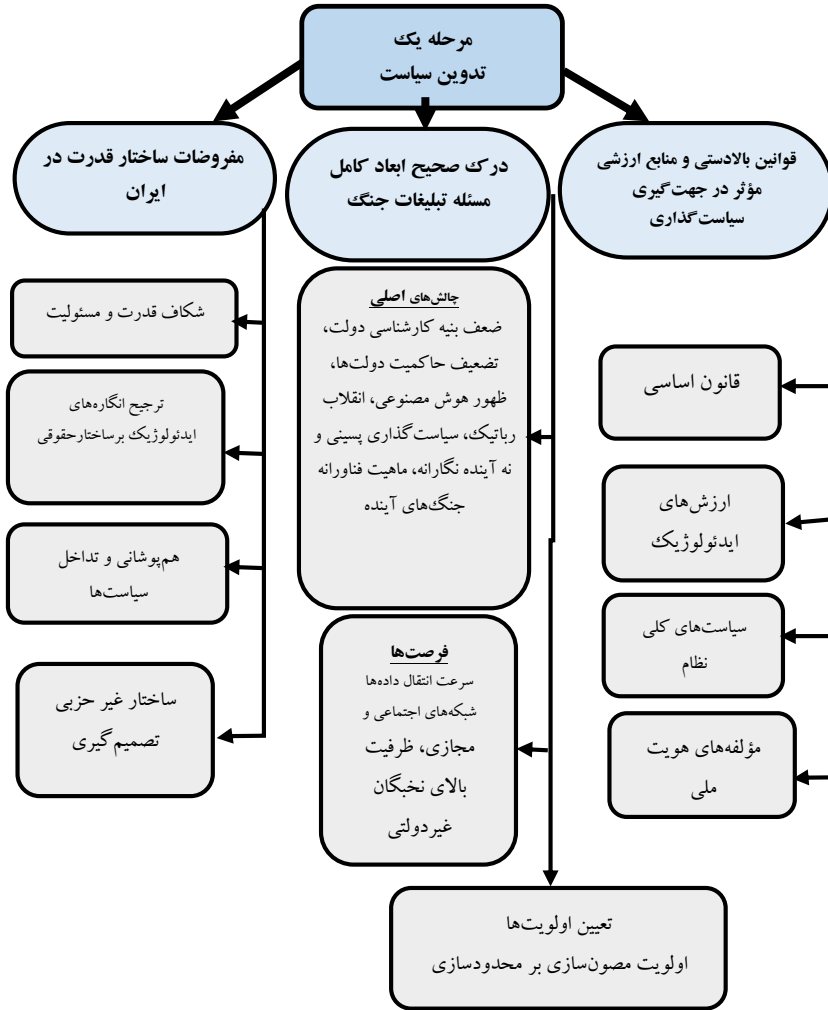 مرحله یک
تدوین سیاست
قوانین بالادستی و منابع ارزشی
مؤثر در جهت‌گیری
سیاست‌گذاری
قانون اساسی
ارزش‌های
ایدئولوژیک
سیاست‌های کلی
نظام
مؤلفه‌های هویت
ملی
درک صحیح ابعاد کامل
مسئله تبلیغات جنگ
چالش‌های اصلی
ضعف بنیه کارشناسی دولت،
تضعیف حاکمیت دولت‌ها،
ظهور هوش مصنوعی، انقلاب
رباتیک، سیاست‌گذاری پسینی و
نه آینده نگارانه، ماهیت فناورانه
جنگ‌های آینده
فرصت‌ها
سرعت انتقال داده‌ها
شبکه‌های اجتماعی و
مجازی، ظرفیت
بالای نخبگان
غیردولتی
تعیین اولویت‌ها
اولویت مصون‌سازی بر محدودسازی
مفروضات ساختار قدرت در
ایران
شکاف قدرت و مسئولیت
ترجیح انگاره‌های
ایدئولوژیک برساختارحقوقی
هم‌پوشانی و تداخل
سیاست‌ها
ساختار غیر حزبی
تصمیم‌گیری